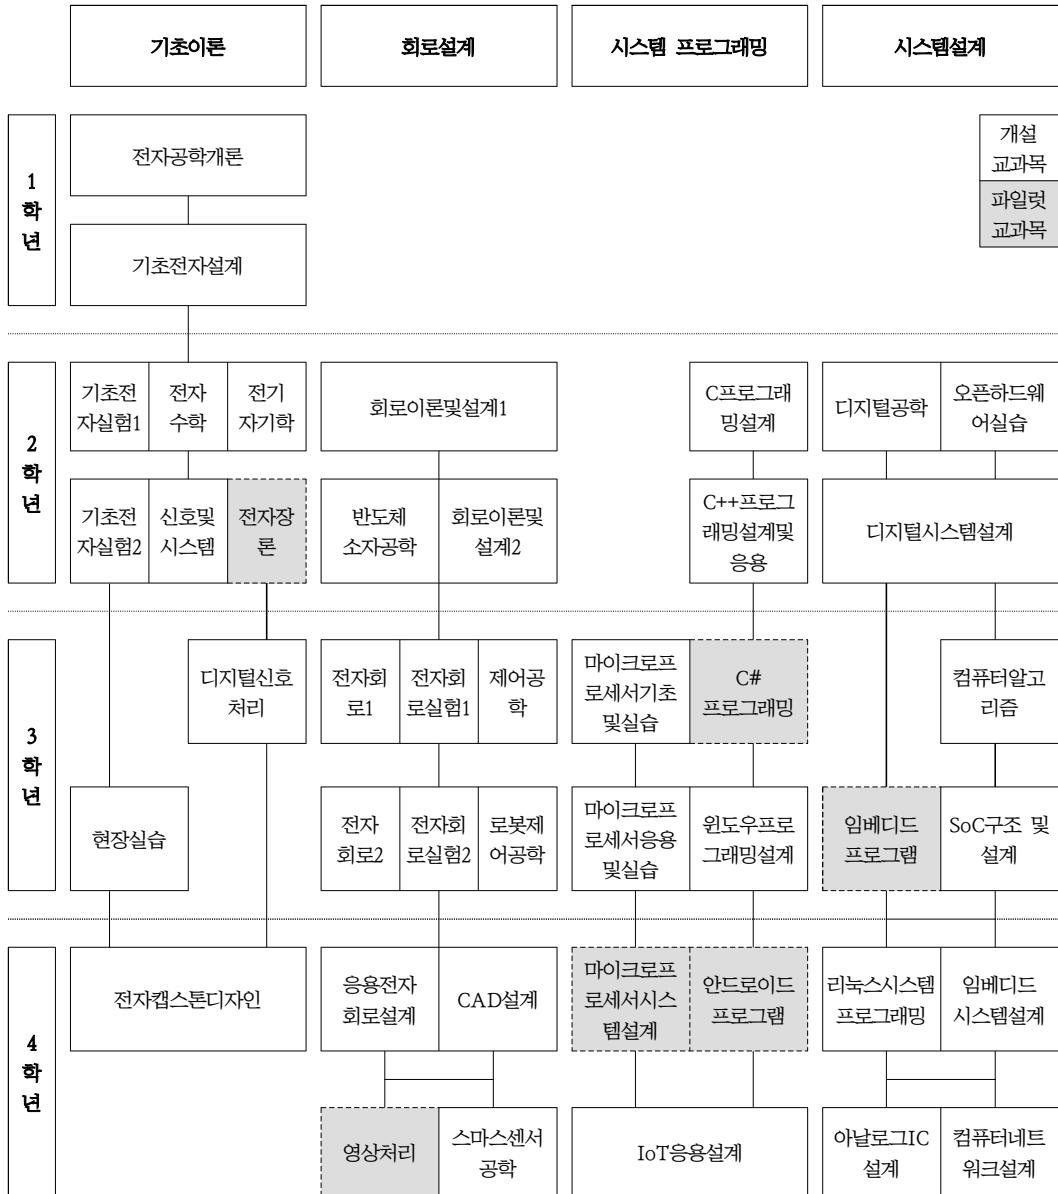 기초이론
회로설계
시스템 프로그래밍
시스템설계
1
학
년
전자공학개론
개설
교과목
파일럿
교과목
기초전자설계
2
학
년
기초전
자실험1
전자
수학
전기
자기학
회로이론및설계1
C프로그래
밍설계
디지털공학
오픈하드웨
어실습
기초전
자실험2
신호및
시스템
전자장
론
반도체
소자공학
회로이론및
설계2
C++프로그
래밍설계및
응용
디지털시스템설계
3
학
년
디지털신호
처리
전자회
로1
전자회
로실험1
제어공
학
마이크로프
로세서기초
및실습
C#
프로그래밍
컴퓨터알고
리즘
현장실습
전자
회로2
전자회
로실험2
로봇제
어공학
마이크로프
로세서응용
및실습
윈도우프로
그래밍설계
임베디드
프로그램
SoC구조 및
설계
4
학
년
전자캡스톤디자인
응용전자
회로설계
CAD설계
마이크로프
로세서시스
템설계
안드로이드
프로그램
리눅스시스템
프로그래밍
임베디드
시스템설계
영상처리
스마스센서
공학
IoT응용설계
아날로그IC
설계
컴퓨터네트
워크설계